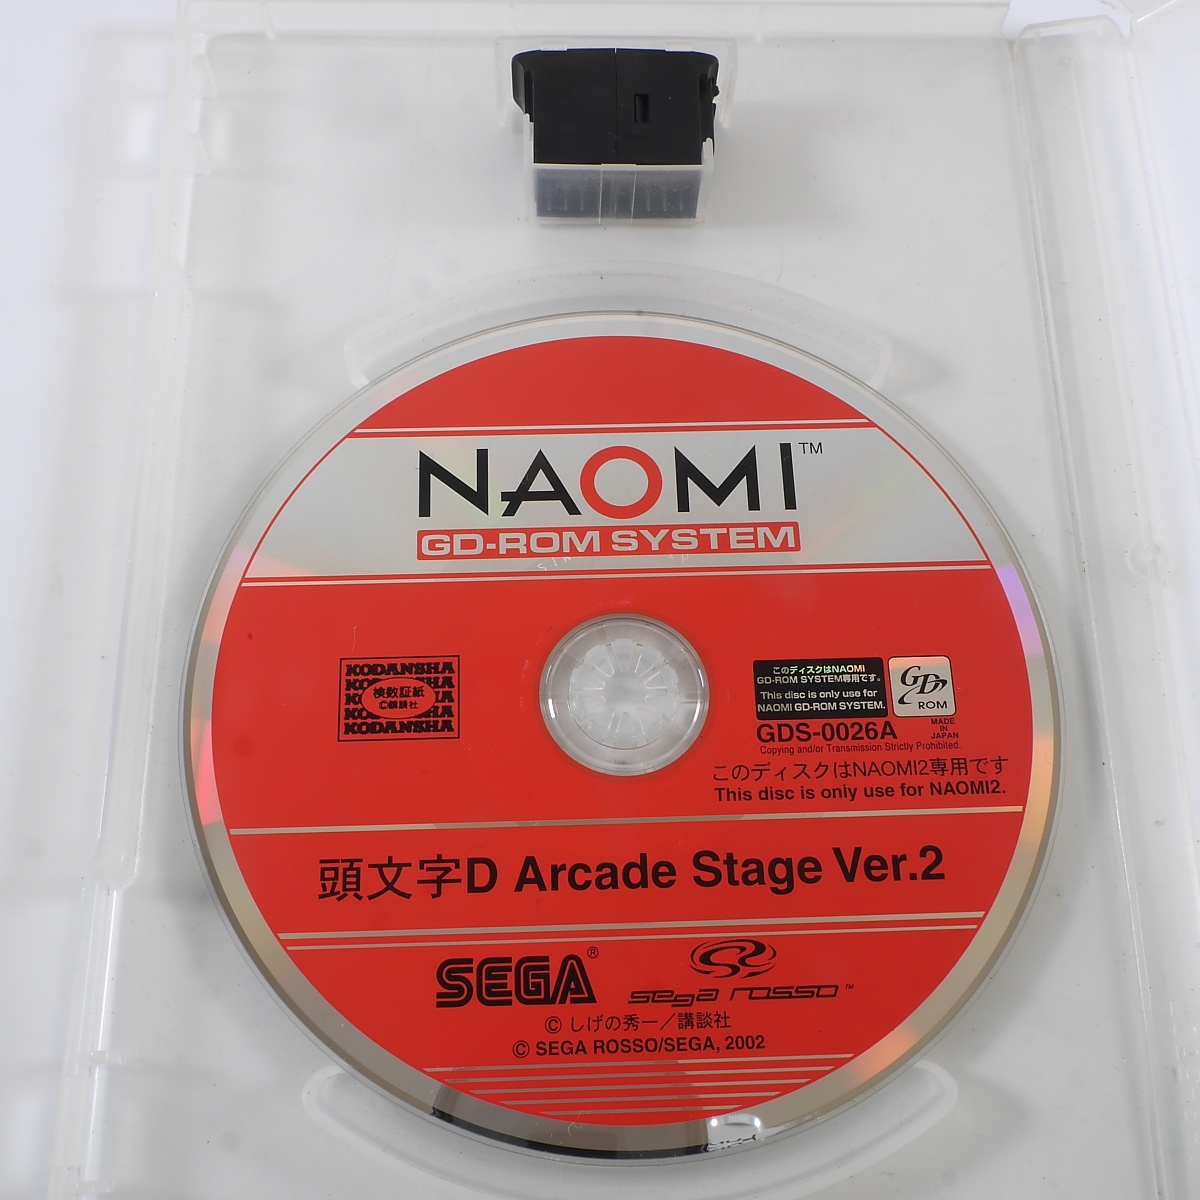 NAOMI™
GD-ROM SYSTEM
KODANSHA
検数証紙
©講談社
KODANSHA
このディスクはNAOMI
GD-ROM SYSTEM専用です。
This disc is only use for
NAOMI GD-ROM SYSTEM.
GD
ROM
GDS-0026A
MADE
IN
JAPAN
Copying and/or Transmission Strictly Prohibited.
このディスクはNAOMI2専用です
This disc is only use for NAOMI2.
頭文字D Arcade Stage Ver.2
SEGA®
sega rosso™
© しげの秀一／講談社
© SEGA ROSSO/SEGA, 2002